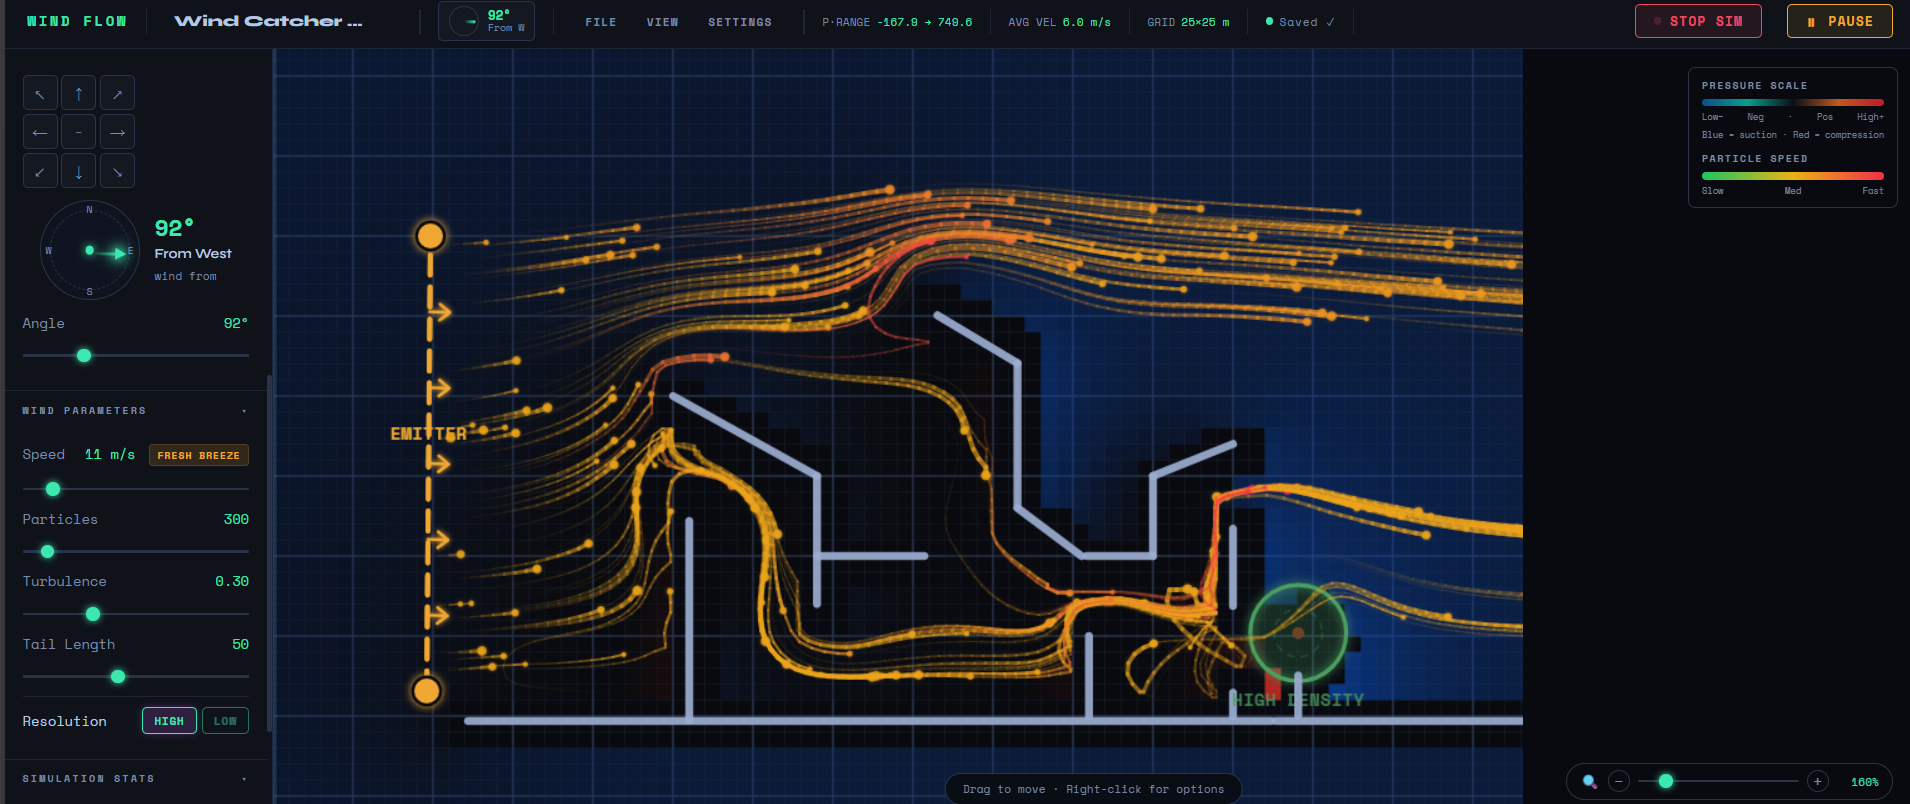 WIND FLOW
Wind Catcher ...
92°
From W
FILE
VIEW
SETTINGS
P·RANGE -167.9 → 749.6
AVG VEL 6.0 m/s
GRID 25×25 m
Saved ✓
STOP SIM
PAUSE
↖ ↑ ↗
← – →
↙ ↓ ↘
N
W E
S
92°
From West
wind from
Angle 92°
WIND PARAMETERS
Speed 11 m/s FRESH BREEZE
Particles 300
Turbulence 0.30
Tail Length 50
Resolution HIGH LOW
SIMULATION STATS
EMITTER
HIGH DENSITY
PRESSURE SCALE
Low- Neg · Pos High+
Blue = suction · Red = compression
PARTICLE SPEED
Slow Med Fast
Drag to move · Right-click for options
− + 160%